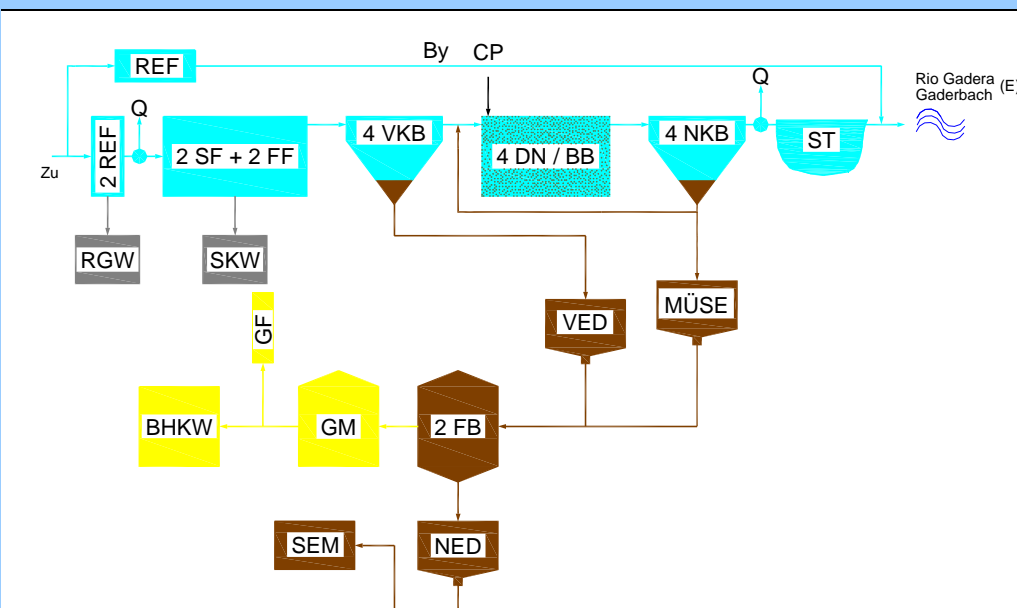 By CP
REF
Q
Q
Rio Gadera
Gaderbach (E)
Zu
2 REF
2 SF + 2 FF
4 VKB
4 DN / BB
4 NKB
ST
RGW
SKW
VED
MÜSE
GF
BHKW
GM
2 FB
SEM
NED